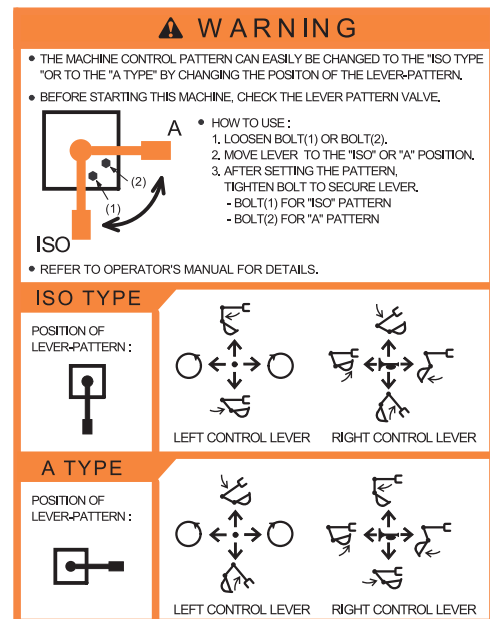 WARNING
• THE MACHINE CONTROL PATTERN CAN EASILY BE CHANGED TO THE "ISO TYPE
"OR TO THE "A TYPE" BY CHANGING THE POSITON OF THE LEVER-PATTERN.
• BEFORE STARTING THIS MACHINE, CHECK THE LEVER PATTERN VALVE.
A
(2)
(1)
ISO
• HOW TO USE :
1. LOOSEN BOLT(1) OR BOLT(2).
2. MOVE LEVER TO THE "ISO" OR "A" POSITION.
3. AFTER SETTING THE PATTERN,
TIGHTEN BOLT TO SECURE LEVER.
- BOLT(1) FOR "ISO" PATTERN
- BOLT(2) FOR "A" PATTERN
• REFER TO OPERATOR'S MANUAL FOR DETAILS.
ISO TYPE
POSITION OF
LEVER-PATTERN :
LEFT CONTROL LEVER
RIGHT CONTROL LEVER
A TYPE
POSITION OF
LEVER-PATTERN :
LEFT CONTROL LEVER
RIGHT CONTROL LEVER